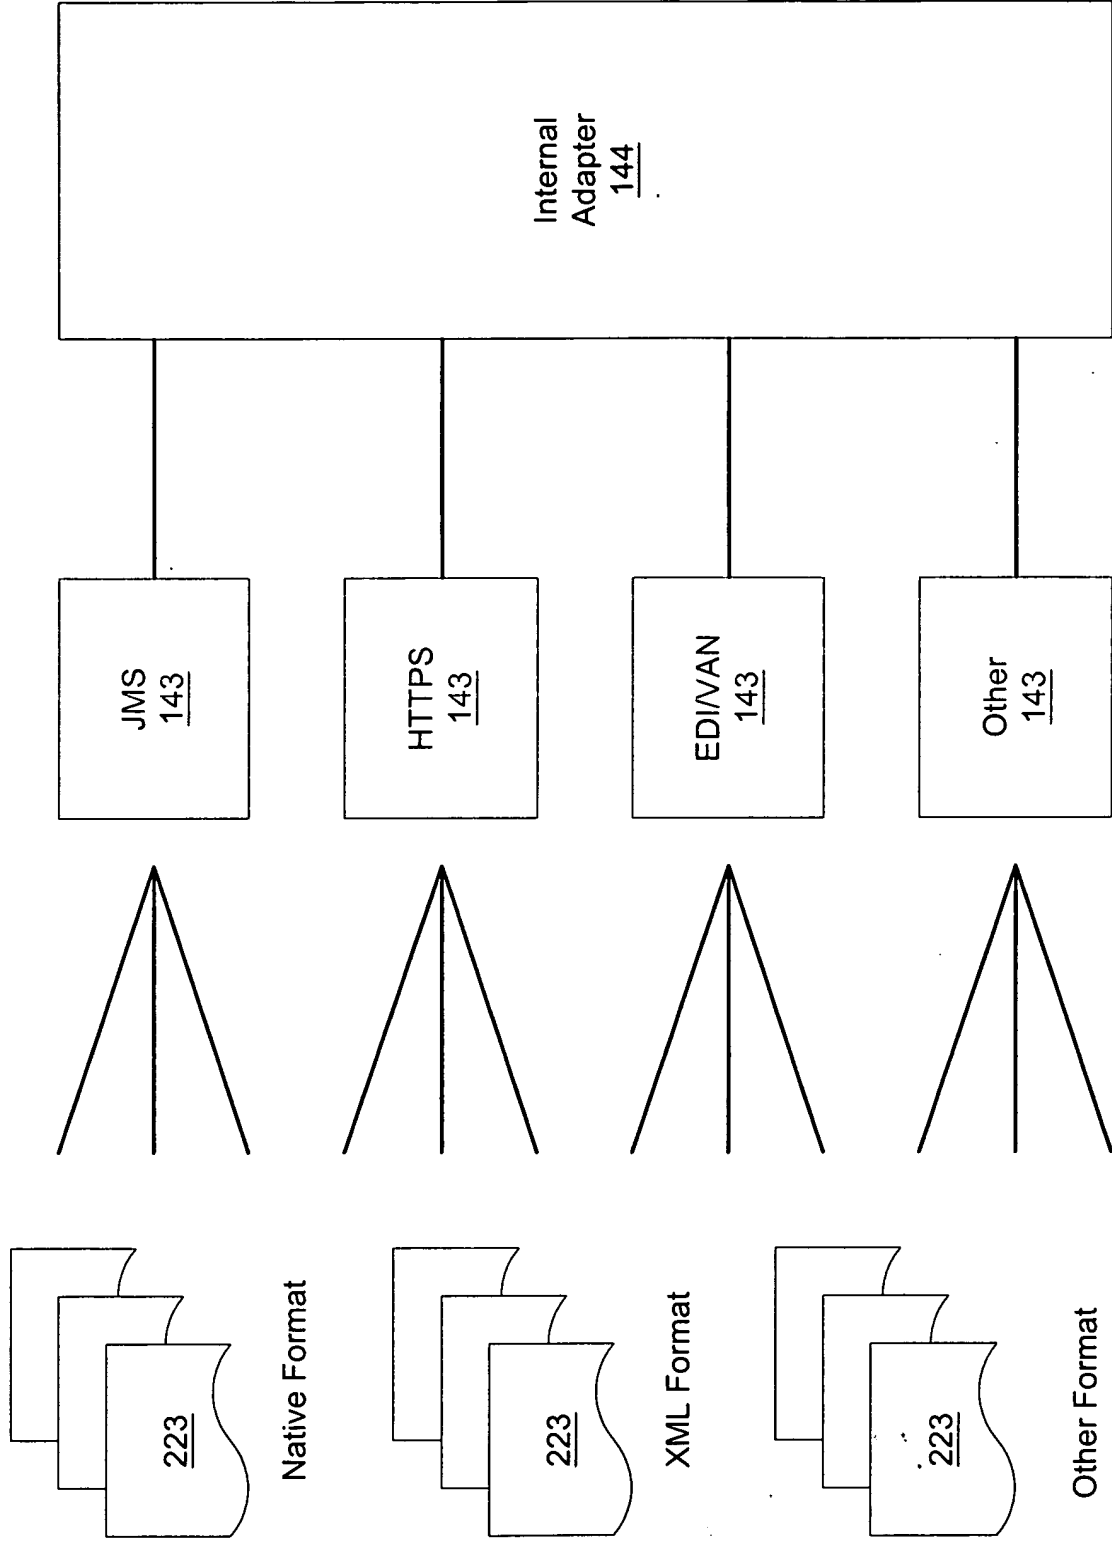 223
Native Format
223
XML Format
223
Other Format
JMS
143
HTTPS
143
EDI/VAN
143
Other
143
Internal
Adapter
144